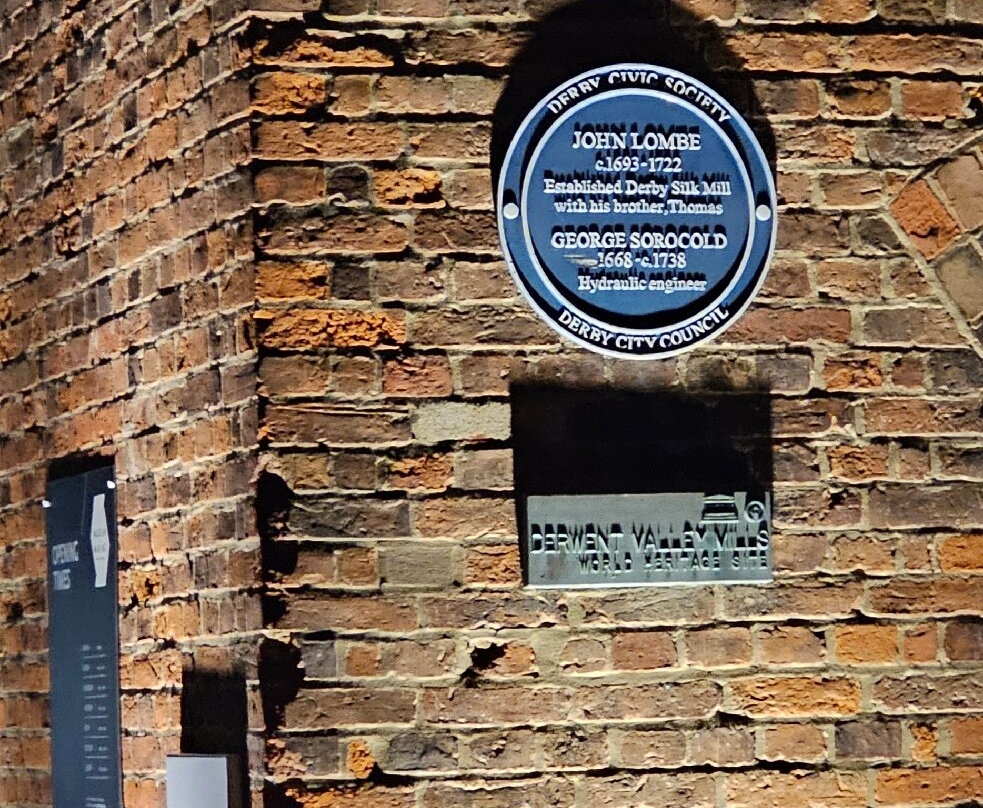 DERBY CIVIC SOCIETY
JOHN LOMBE
c.1693-1722
Established Derby Silk Mill
with his brother, Thomas
GEORGE SOROCOLD
1668-c.1738
Hydraulic engineer
DERBY CITY COUNCIL
DERWENT VALLEY MILLS
WORLD HERITAGE SITE
OPENING
TIMES